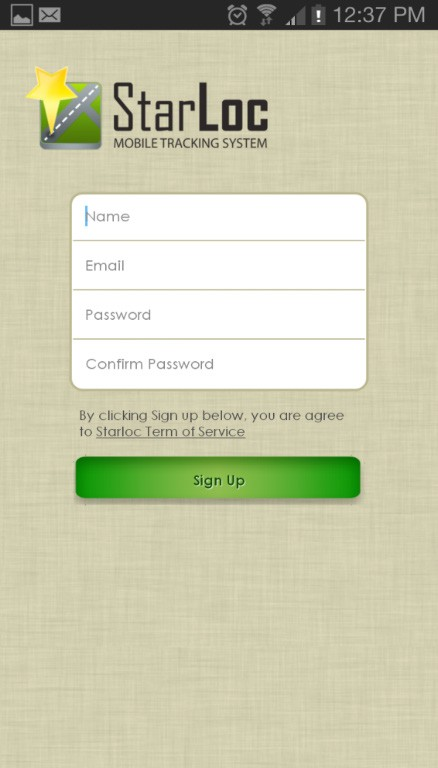 12:37 PM
StarLoc
MOBILE TRACKING SYSTEM
Name
Email
Password
Confirm Password
By clicking Sign up below, you are agree
to Starloc Term of Service
Sign Up